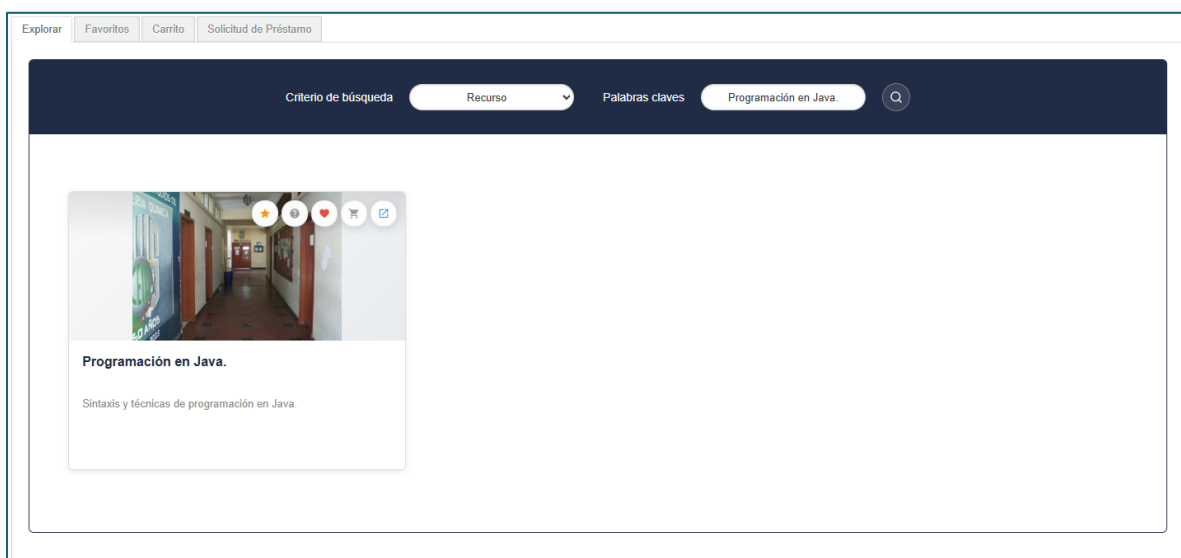 Explorar Favoritos Carrito Solicitud de Préstamo
Criterio de búsqueda Recurso Palabras claves Programación en Java.
Programación en Java.
Sintaxis y técnicas de programación en Java.